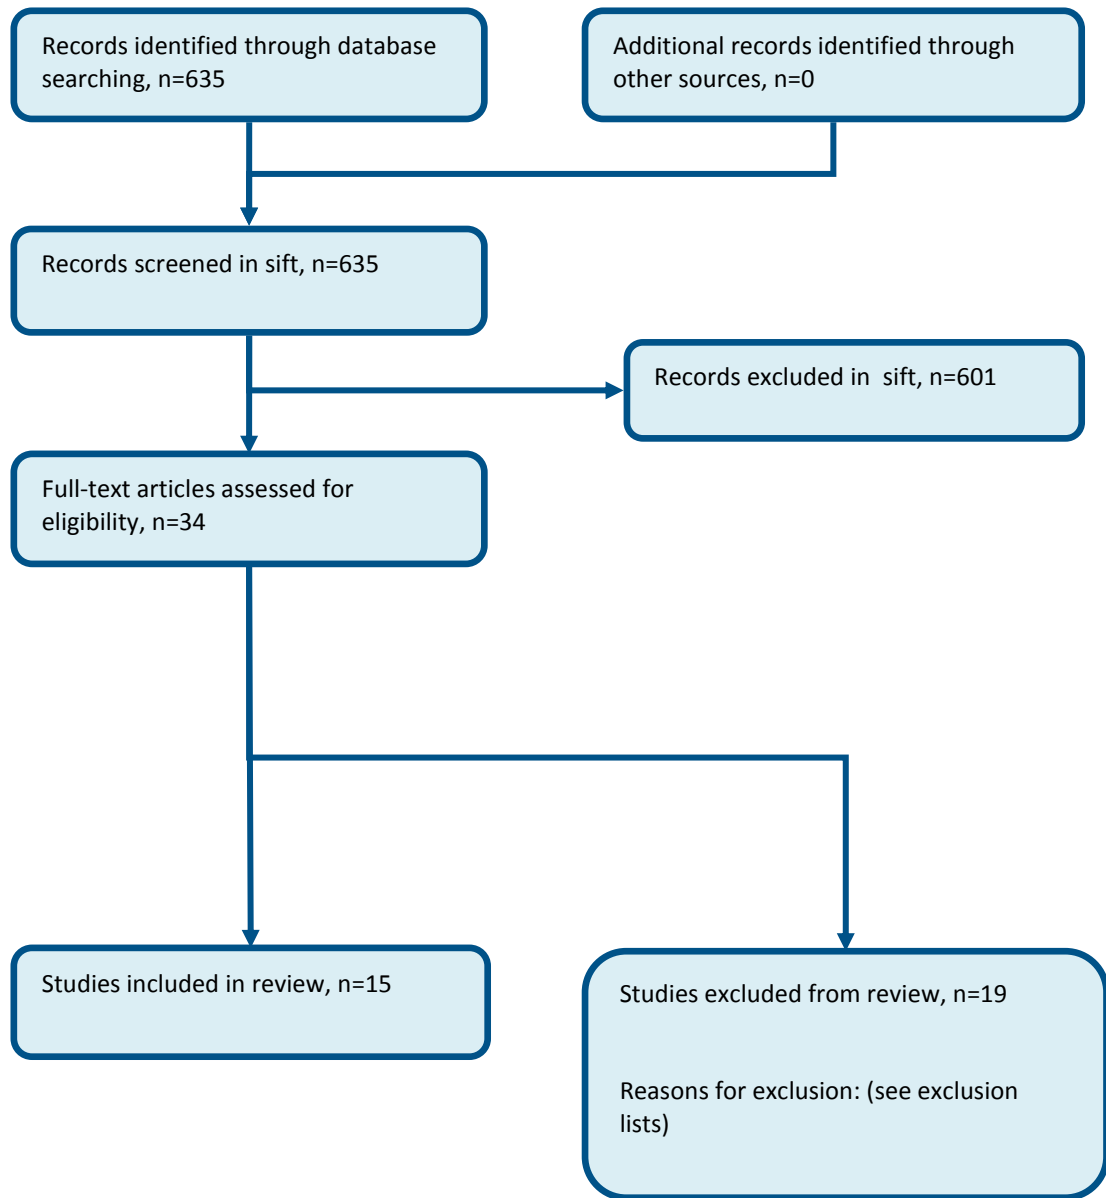 Records identified through database
searching, n=635
Additional records identified through
other sources, n=0
Records screened in sift, n=635
Records excluded in  sift, n=601
Full-text articles assessed for
eligibility, n=34
Studies included in review, n=15
Studies excluded from review, n=19
Reasons for exclusion: (see exclusion
lists)